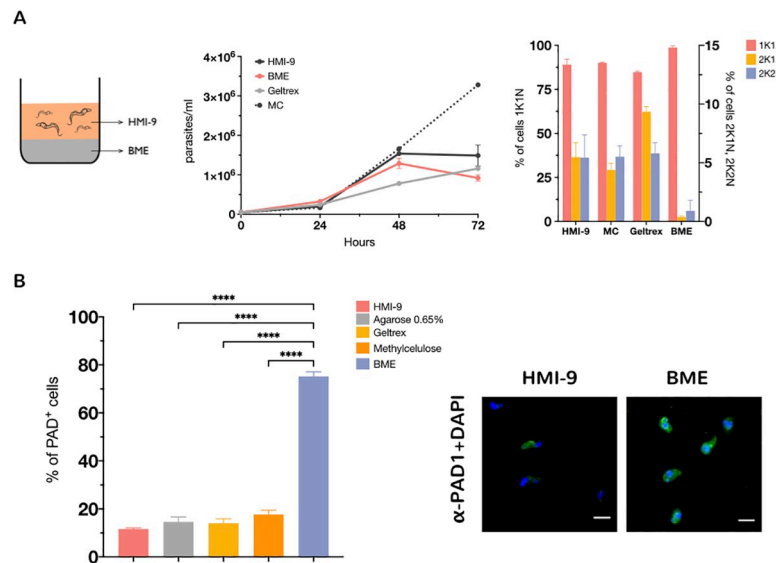 A
HMI-9
BME
parasites/ml
4×10⁶
3×10⁶
2×10⁶
1×10⁶
0
0
24
48
72
Hours
HMI-9
BME
Geltrex
MC
% of cells 1K1N
100
75
50
25
0
15
10
5
0
% of cells 2K1N, 2K2N
HMI-9
MC
Geltrex
BME
1K1
2K1
2K2
B
% of PAD⁺ cells
100
80
60
40
20
0
****
****
****
****
HMI-9
Agarose 0.65%
Geltrex
Methylcelulose
BME
HMI-9
BME
α-PAD1+DAPI